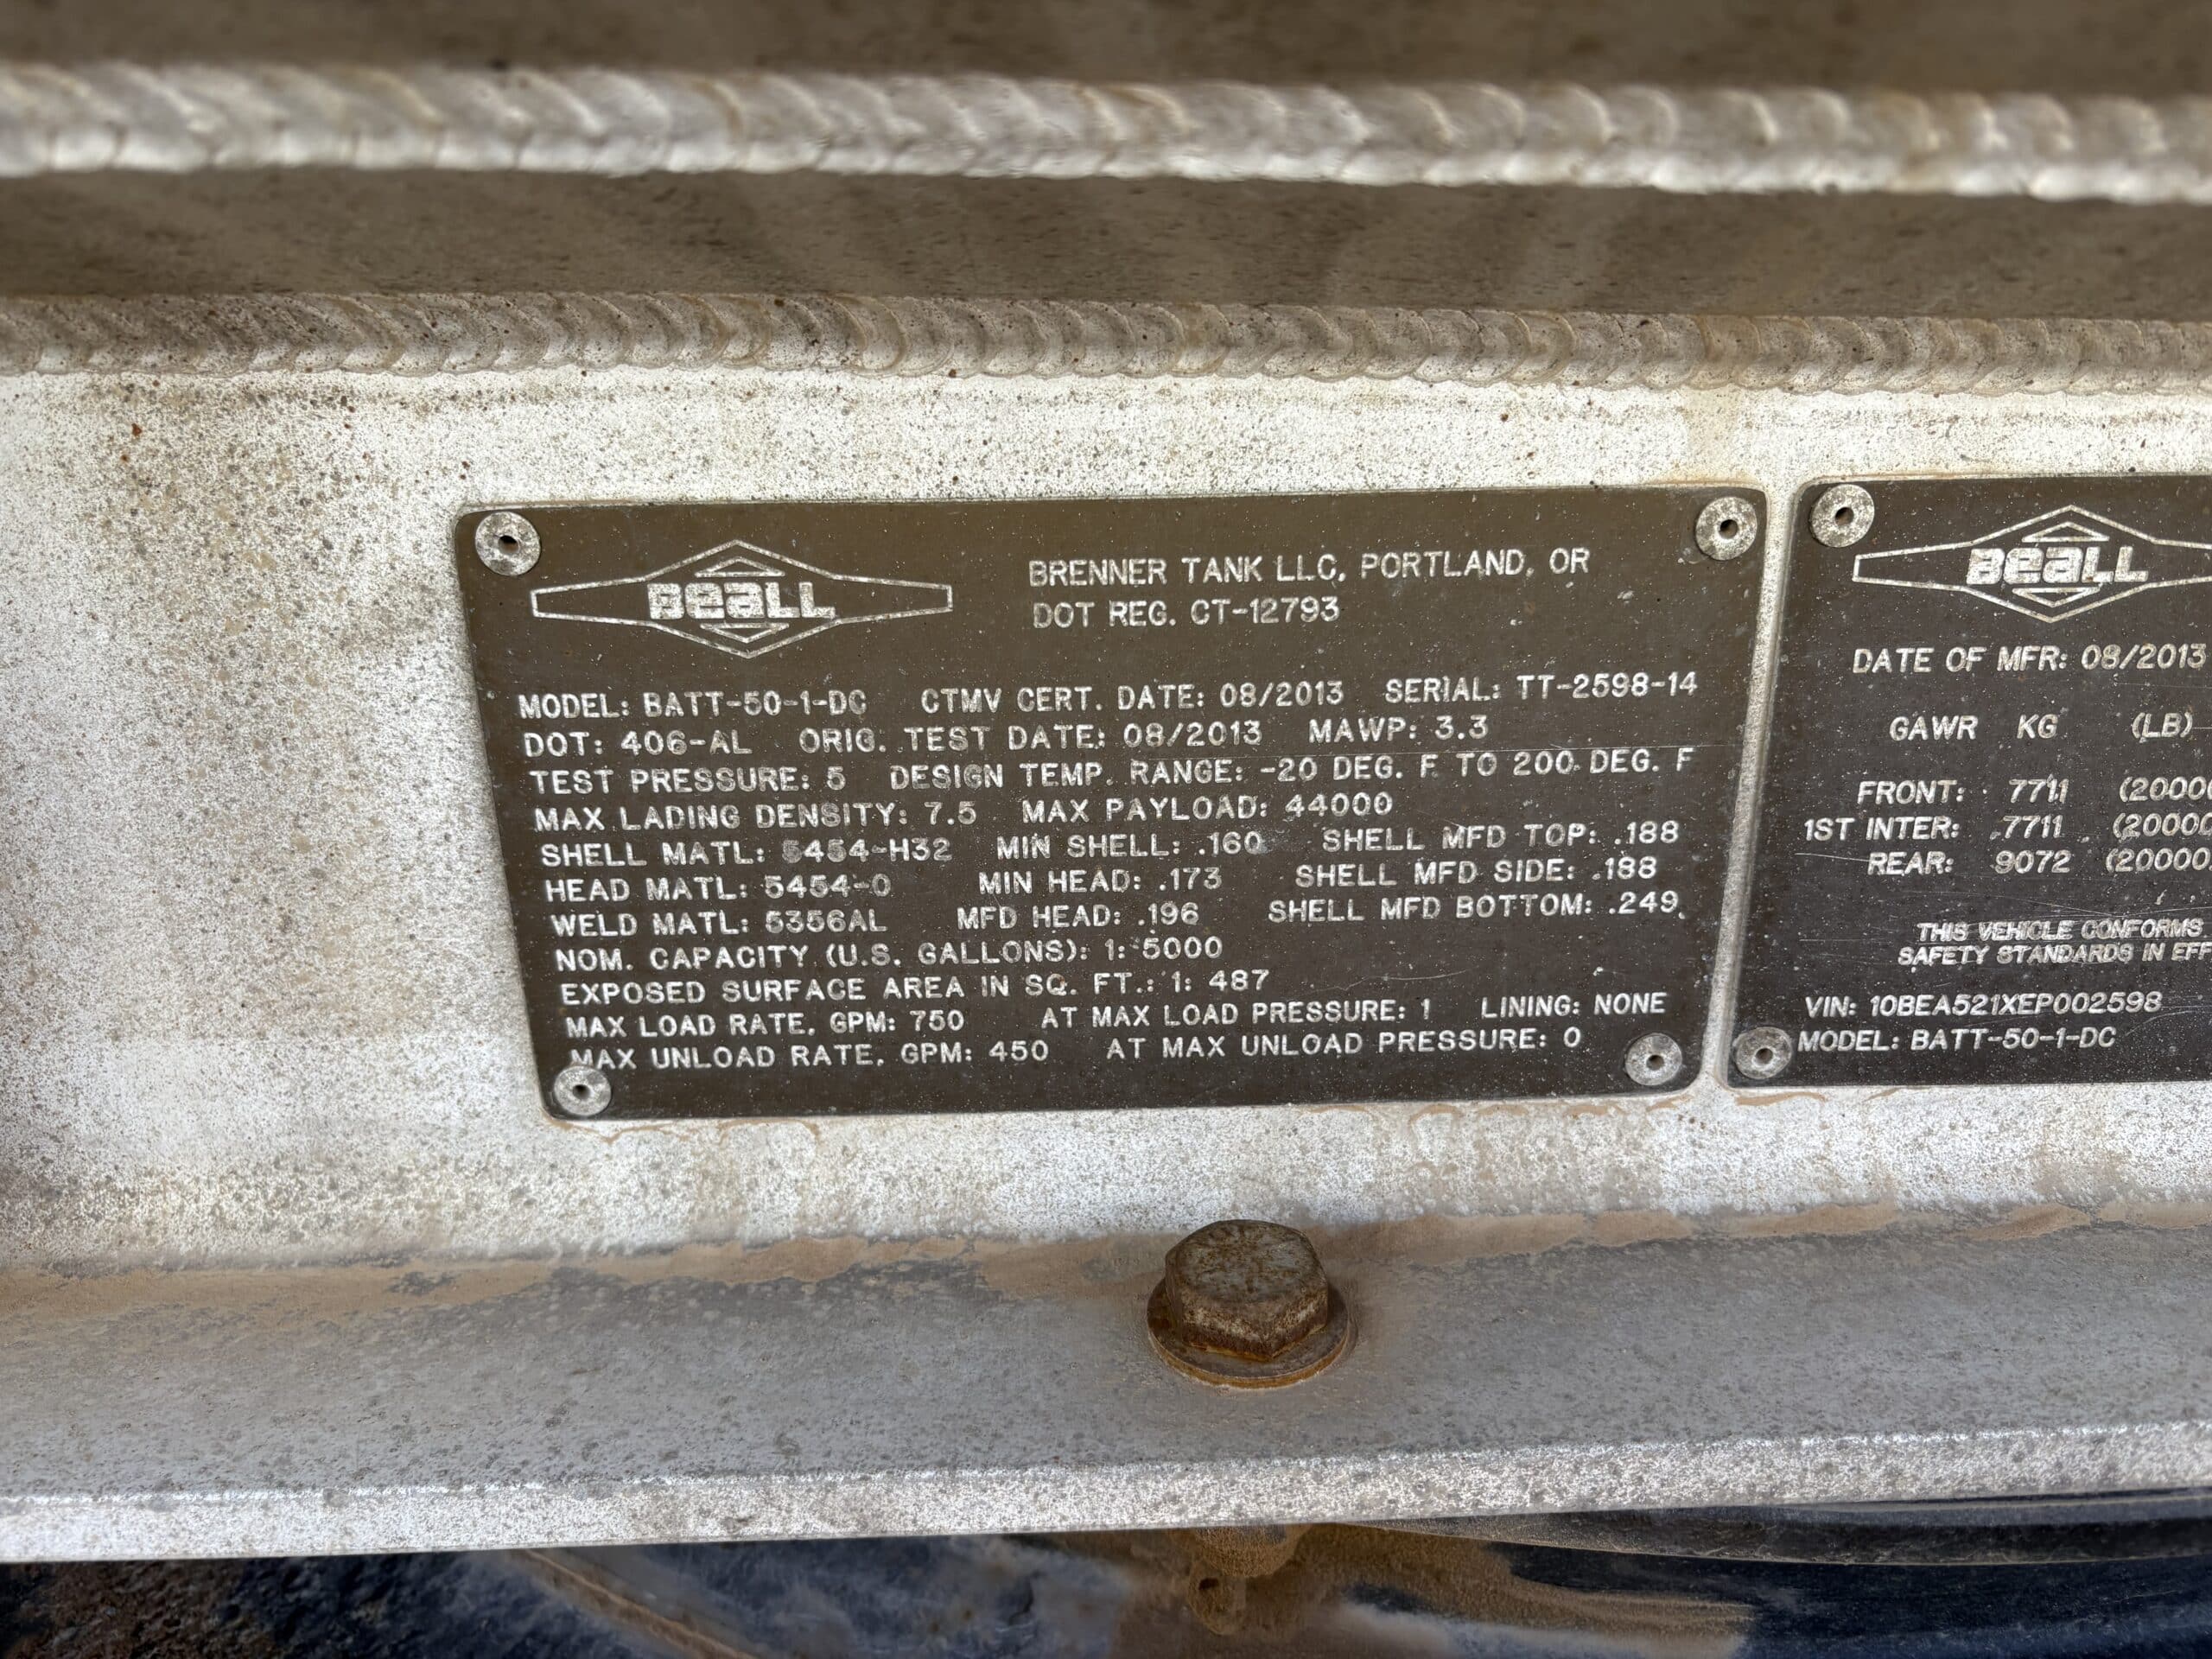 BeaLL
BRENNER TANK LLC, PORTLAND, OR
DOT REG. CT-12793
MODEL: BATT-50-1-DC CTMV CERT. DATE: 08/2013 SERIAL: TT-2598-14
DOT: 406-AL ORIG. TEST DATE: 08/2013 MAWP: 3.3
TEST PRESSURE: 5 DESIGN TEMP. RANGE: -20 DEG. F TO 200 DEG. F
MAX LADING DENSITY: 7.5 MAX PAYLOAD: 44000
SHELL MATL: 5454-H32 MIN SHELL: .160 SHELL MFD TOP: .188
HEAD MATL: 5454-0 MIN HEAD: .173 SHELL MFD SIDE: .188
WELD MATL: 5356AL MFD HEAD: .196 SHELL MFD BOTTOM: .249
NOM. CAPACITY (U.S. GALLONS): 1: 5000
EXPOSED SURFACE AREA IN SQ. FT.: 1: 487
MAX LOAD RATE, GPM: 750 AT MAX LOAD PRESSURE: 1 LINING: NONE
MAX UNLOAD RATE, GPM: 450 AT MAX UNLOAD PRESSURE: 0
BeaLL
DATE OF MFR: 08/2013
GAWR KG (LB)
FRONT: 7711
1ST INTER: 7711
REAR: 9072 (20000
THIS VEHICLE CONFORMS
SAFETY STANDARDS IN
VIN: 10BEA521XEP002598
MODEL: BATT-50-1-DC